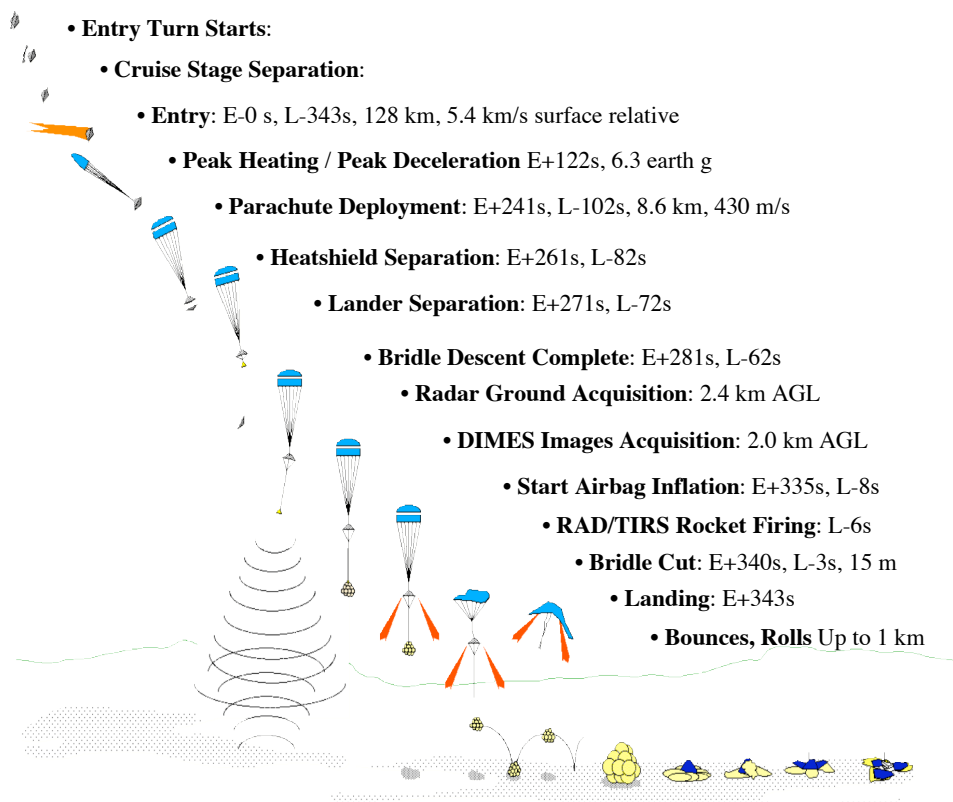 • Entry Turn Starts:
• Cruise Stage Separation:
• Entry: E-0 s, L-343s, 128 km, 5.4 km/s surface relative
• Peak Heating / Peak Deceleration E+122s, 6.3 earth g
• Parachute Deployment: E+241s, L-102s, 8.6 km, 430 m/s
• Heatshield Separation: E+261s, L-82s
• Lander Separation: E+271s, L-72s
• Bridle Descent Complete: E+281s, L-62s
• Radar Ground Acquisition: 2.4 km AGL
• DIMES Images Acquisition: 2.0 km AGL
• Start Airbag Inflation: E+335s, L-8s
• RAD/TIRS Rocket Firing: L-6s
• Bridle Cut: E+340s, L-3s, 15 m
• Landing: E+343s
• Bounces, Rolls Up to 1 km